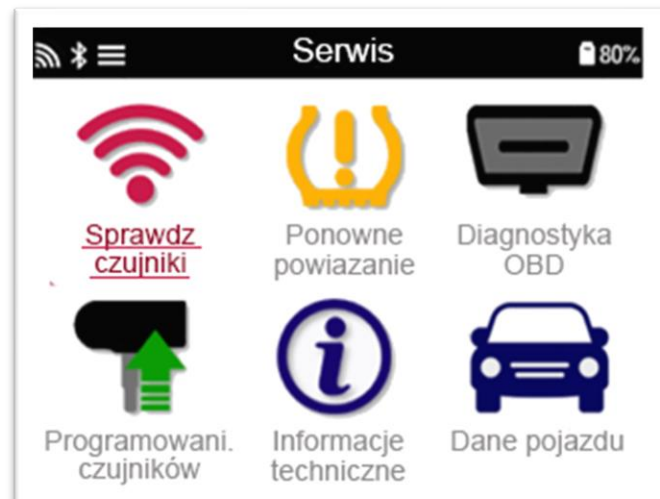 Serwis
80%
Sprawdz
czujniki
Ponowne
powiazanie
Diagnostyka
OBD
Programowani.
czujników
Informacje
techniczne
Dane pojazdu